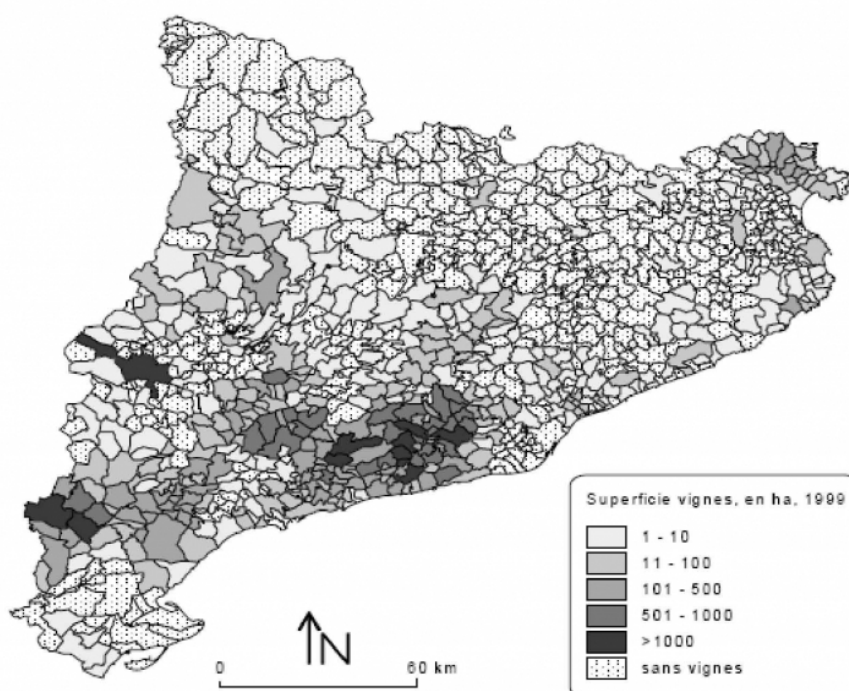 Superficie vignes, en ha, 1999
1 - 10
11 - 100
101 - 500
501 - 1000
>1000
sans vignes
N
0 60 km